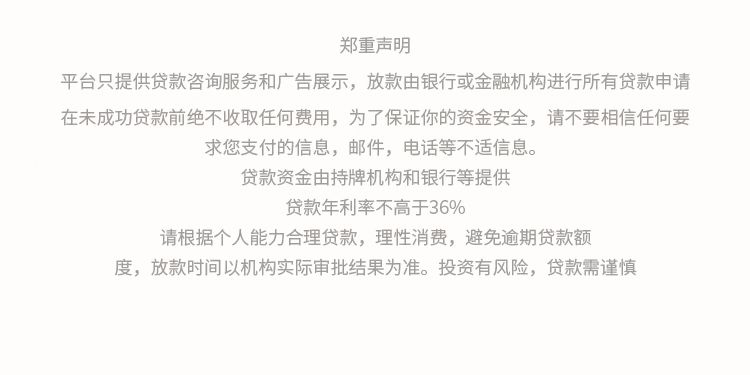 郑重声明
平台只提供贷款咨询服务和广告展示，放款由银行或金融机构进行所有贷款申请
在未成功贷款前绝不收取任何费用，为了保证你的资金安全，请不要相信任何要
求您支付的信息，邮件，电话等不适信息。
贷款资金由持牌机构和银行等提供
贷款年利率不高于36%
请根据个人能力合理贷款，理性消费，避免逾期贷款额
度，放款时间以机构实际审批结果为准。投资有风险，贷款需谨慎